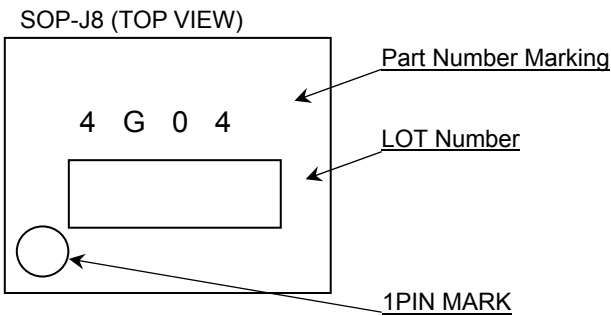 SOP-J8 (TOP VIEW)
Part Number Marking
4 G 0 4
LOT Number
1PIN MARK